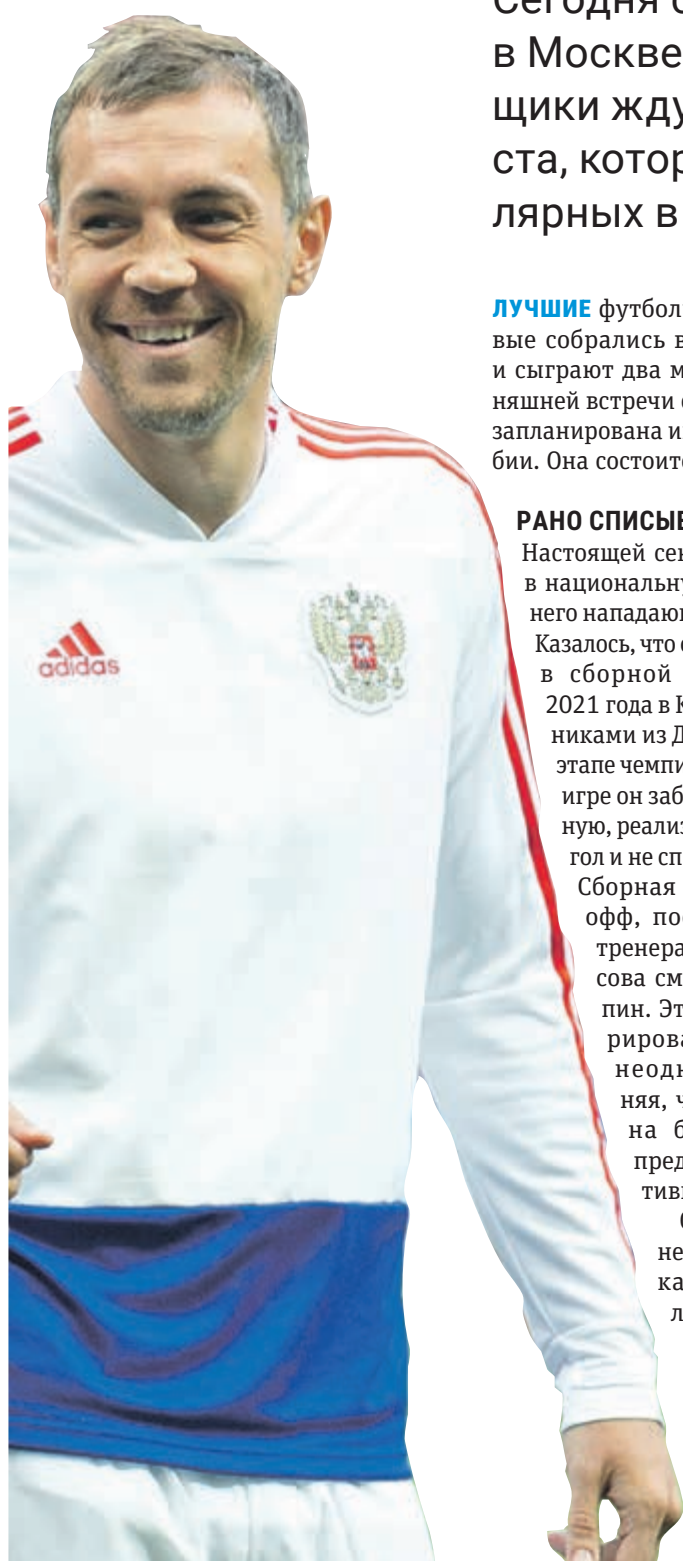 Сегодня с
в Москве
щики жду
ста, котор
лярных в
ЛУЧШИЕ футболи
вые собрались в
и сыграют два м
няшней встречи с
запланирована и
бии. Она состоитс
РАНО СПИСЫВ
Настоящей сен
в национальну
него нападаю
Казалось, что с
в сборной
2021 года в К
никами из Д
этапе чемпи
игре он заб
ную, реализ
гол и не сп
Сборная
офф, пос
тренера
сова см
пин. Эт
рирова
неодн
няя, ч
на б
пред
тив
не
ка
л
adidas